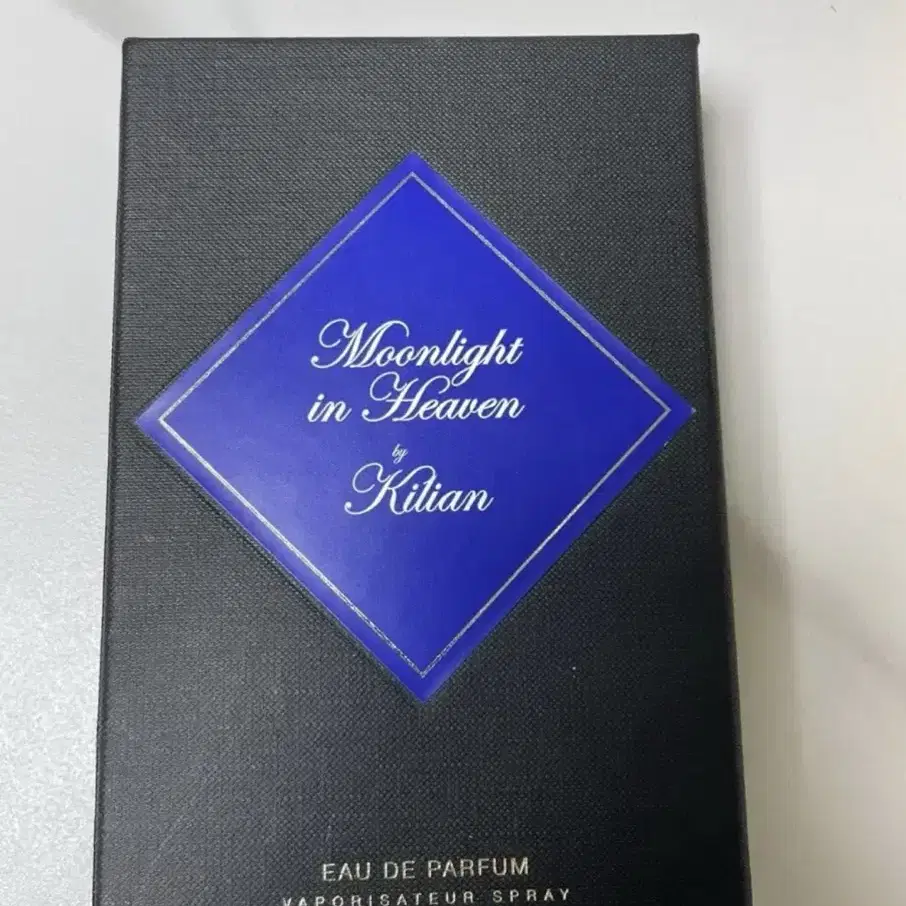 Moonlight
in Heaven
by
Kilian
EAU DE PARFUM
VAPORISATEUR SPRAY